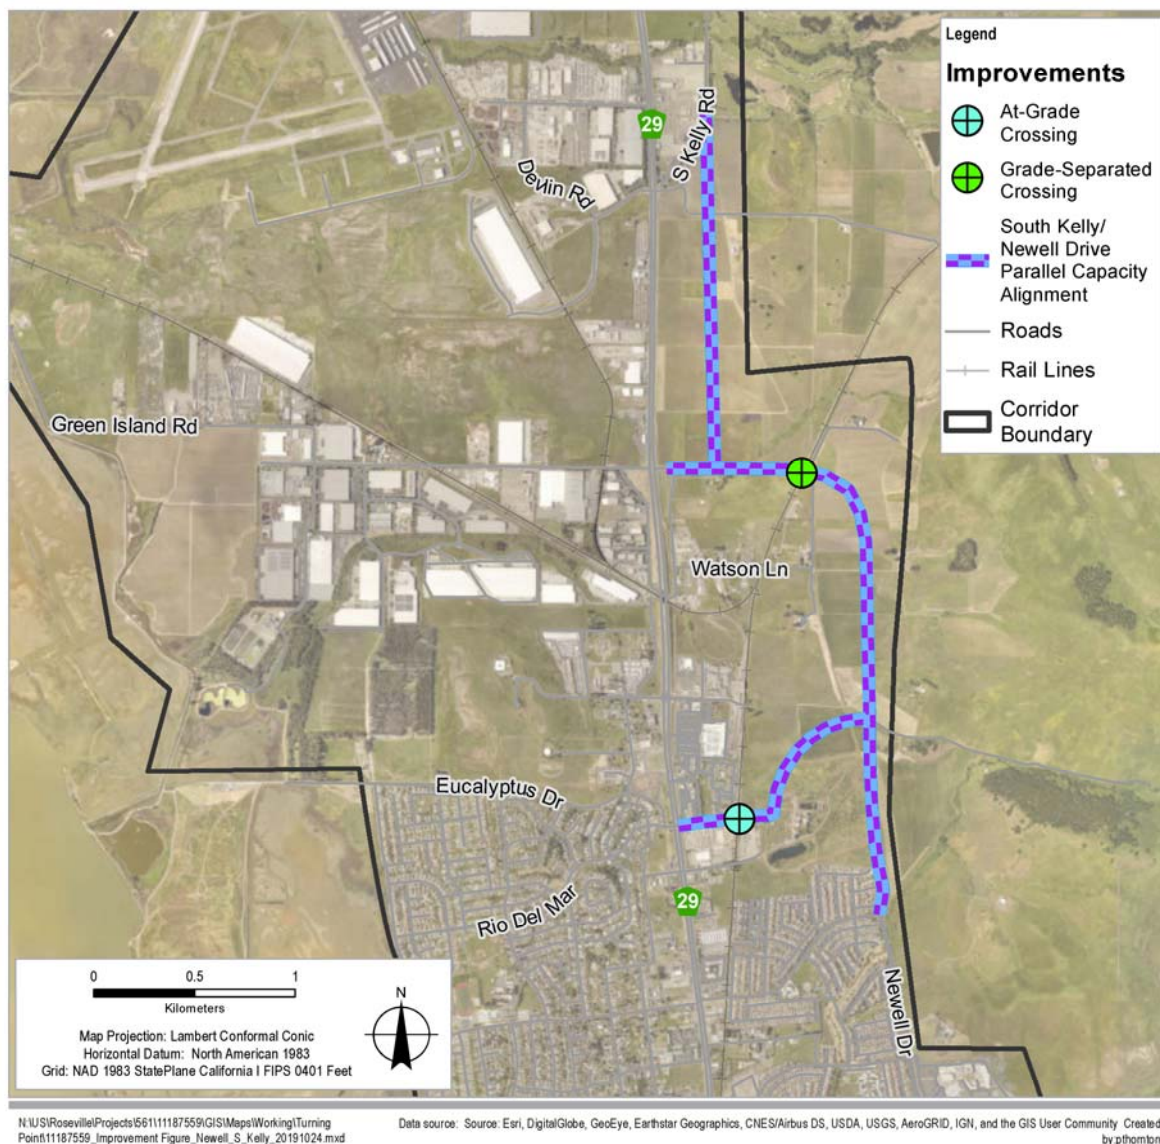 Legend
Improvements
At-Grade
Crossing
Grade-Separated
Crossing
South Kelly/
Newell Drive
Parallel Capacity
Alignment
Roads
Rail Lines
Corridor
Boundary
29
S Kelly Rd
Devlin Rd
Green Island Rd
Watson Ln
Eucalyptus Dr
Rio Del Mar
29
Newell Dr
0 0.5 1
Kilometers
Map Projection: Lambert Conformal Conic
Horizontal Datum: North American 1983
Grid: NAD 1983 StatePlane California I FIPS 0401 Feet
N
N:\US\Roseville\Projects\561\11187559\GIS\Maps\Working\Turning
Point\11187559_Improvement Figure_Newell_S_Kelly_20191024.mxd
Data source: Source: Esri, DigitalGlobe, GeoEye, Earthstar Geographics, CNES/Airbus DS, USDA, USGS, AeroGRID, IGN, and the GIS User Community Created